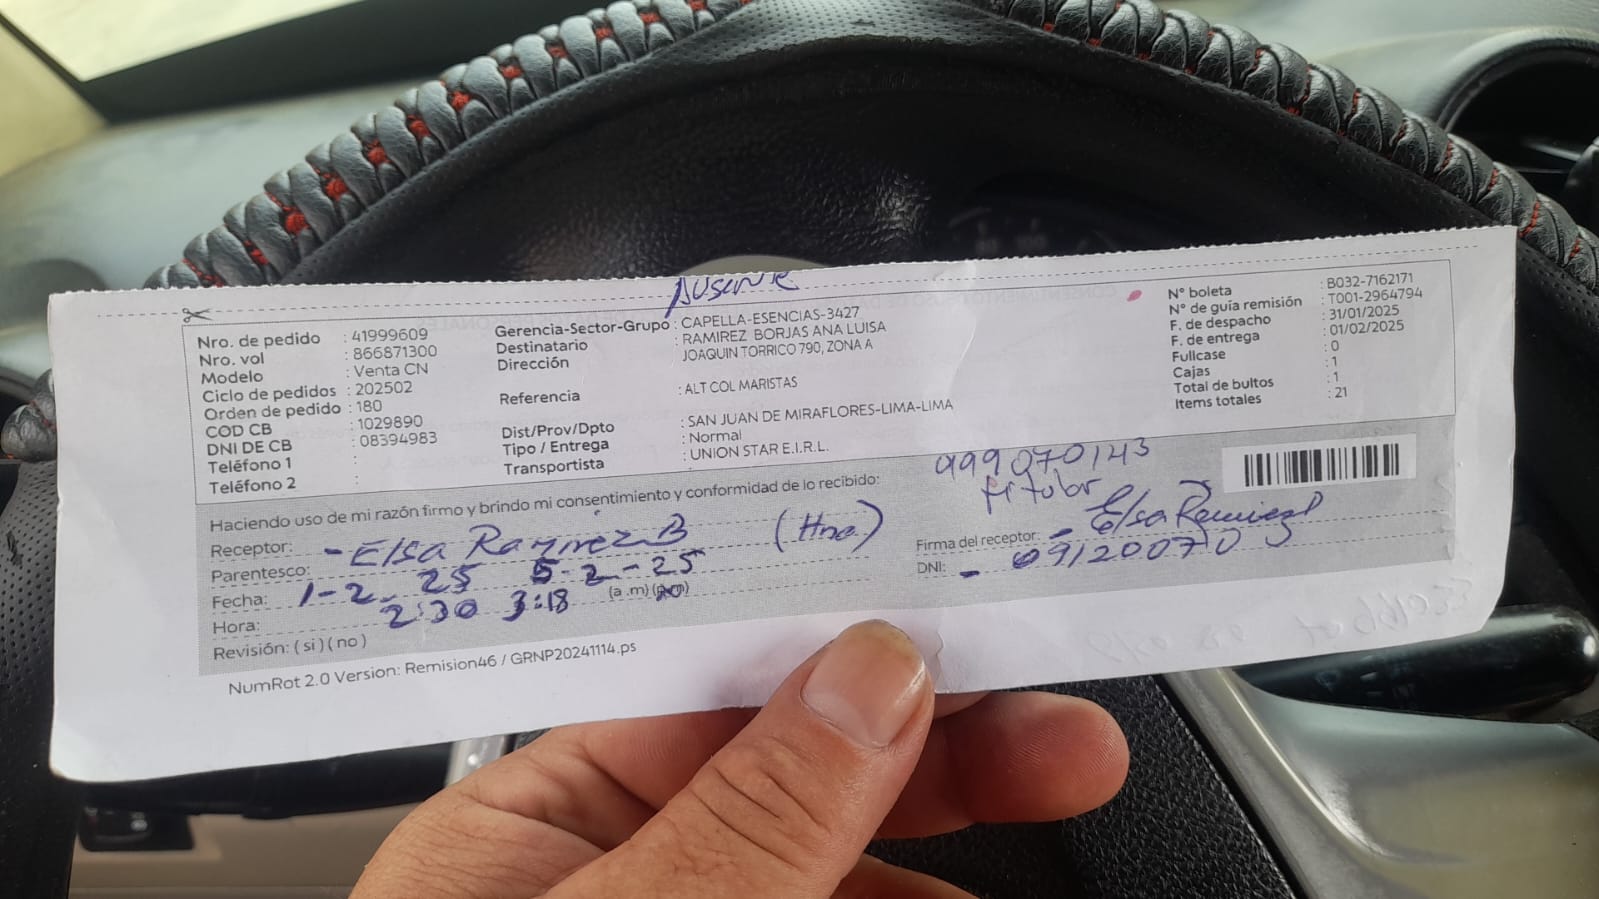 Ausente
Nro. de pedido : 41999609
Nro. vol : 866871300
Modelo : Venta CN
Ciclo de pedidos : 202502
Orden de pedido : 180
COD CB : 1029890
DNI DE CB : 08394983
Teléfono 1 :
Teléfono 2 :
Gerencia-Sector-Grupo : CAPELLA-ESENCIAS-3427
Destinatario : RAMIREZ BORJAS ANA LUISA
Dirección : JOAQUIN TORRICO 790, ZONA A
Referencia : ALT COL MARISTAS
Dist/Prov/Dpto : SAN JUAN DE MIRAFLORES-LIMA-LIMA
Tipo / Entrega : Normal
Transportista : UNION STAR E.I.R.L.
N° boleta : B032-7162171
N° de guía remisión : T001-2964794
F. de despacho : 31/01/2025
F. de entrega : 01/02/2025
Fullcase : 0
Cajas : 1
Total de bultos : 1
Items totales : 21
999070143
titular
Haciendo uso de mi razón firmo y brindo mi consentimiento y conformidad de lo recibido:
Receptor: - Elsa Ramirez B (Hna)
Parentesco:
Fecha: 1-2-25 5-2-25
Hora: 2:30 3:18 (a .m) (p.m)
Revisión: ( si ) ( no )
Firma del receptor: - Elsa Ramirez
DNI: - 09120070
NumRot 2.0 Version: Remision46 / GRNP20241114.ps